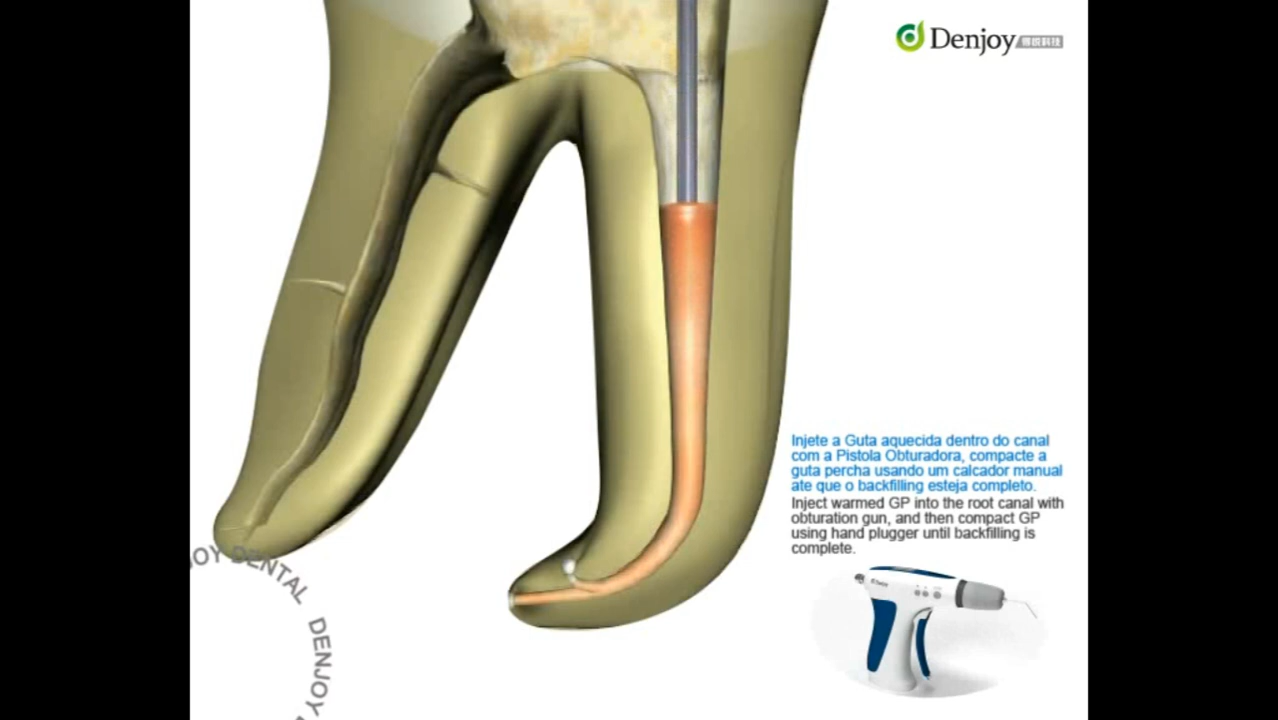 Denjoy
Injete a Guta aquecida dentro do canal
com a Pistola Obturadora, compacte a
guta percha usando um calcador manual
ate que o backfilling esteja completo.
Inject warmed GP into the root canal with
obturation gun, and then compact GP
using hand plugger until backfilling is
complete.
JOY DENTAL DENJOY